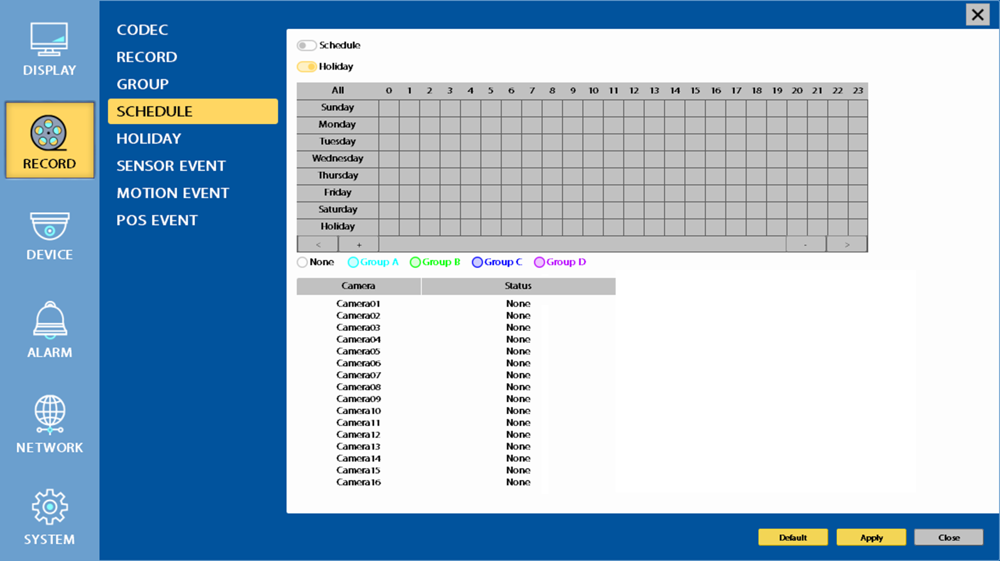 DISPLAY
RECORD
DEVICE
ALARM
NETWORK
SYSTEM
CODEC
RECORD
GROUP
SCHEDULE
HOLIDAY
SENSOR EVENT
MOTION EVENT
POS EVENT
Schedule
Holiday
All 0 1 2 3 4 5 6 7 8 9 10 11 12 13 14 15 16 17 18 19 20 21 22 23
Sunday
Monday
Tuesday
Wednesday
Thursday
Friday
Saturday
Holiday
< + - >
None Group A Group B Group C Group D
Camera Status
Camera01 None
Camera02 None
Camera03 None
Camera04 None
Camera05 None
Camera06 None
Camera07 None
Camera08 None
Camera09 None
Camera10 None
Camera11 None
Camera12 None
Camera13 None
Camera14 None
Camera15 None
Camera16 None
Default Apply Close